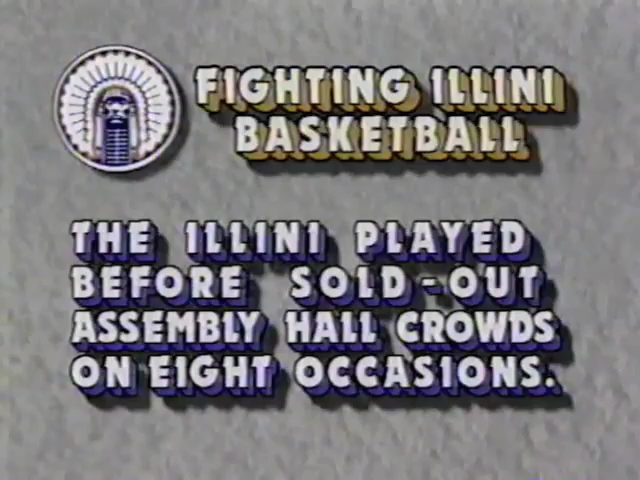 FIGHTING ILLINI
BASKETBALL
THE ILLINI PLAYED
BEFORE SOLD-OUT
ASSEMBLY HALL CROWDS
ON EIGHT OCCASIONS.